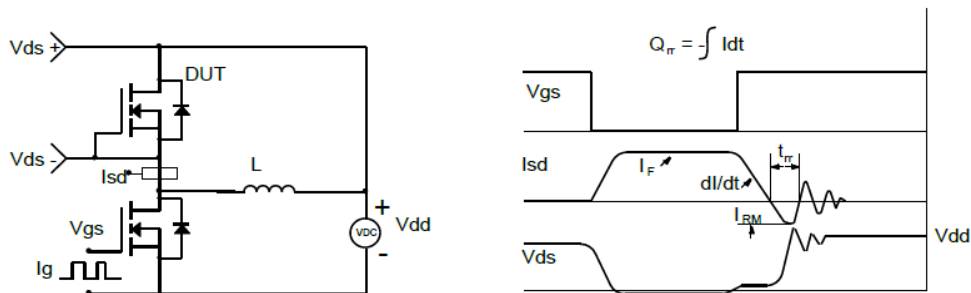 Vds +
DUT
Vds -
Isd
L
Vgs
Ig
+
VDC
-
Vdd
Qrr = -∫ Idt
Vgs
Isd
IF
dI/dt
trr
IRM
Vds
Vdd